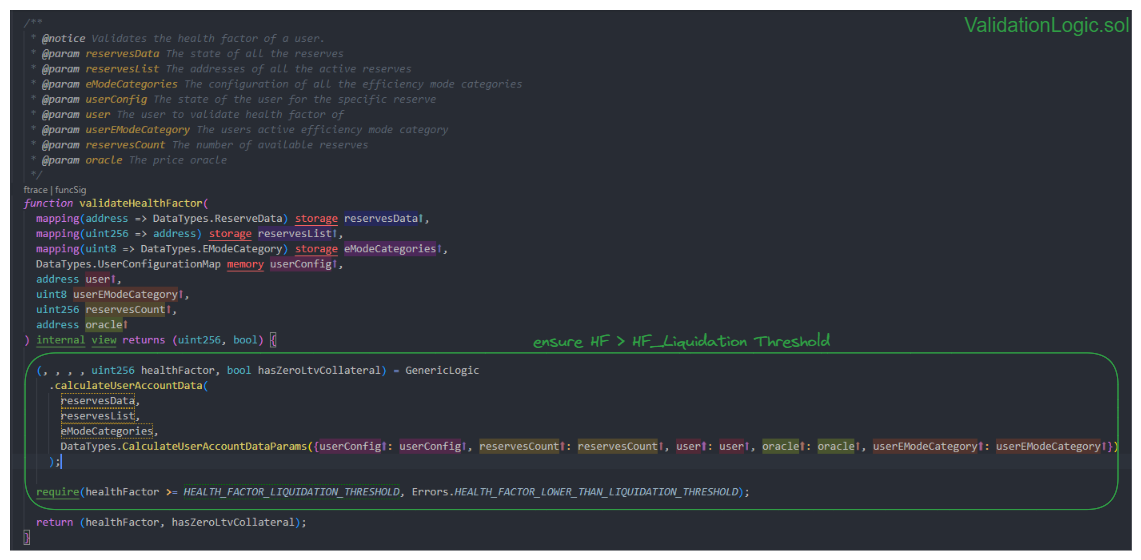 /**
ValidationLogic.sol
* @notice Validates the health factor of a user.
* @param reservesData The state of all the reserves
* @param reservesList The addresses of all the active reserves
* @param eModeCategories The configuration of all the efficiency mode categories
* @param userConfig The state of the user for the specific reserve
* @param user The user to validate health factor of
* @param userEModeCategory The users active efficiency mode category
* @param reservesCount The number of available reserves
* @param oracle The price oracle
*/
ftrace | funcSig
function validateHealthFactor(
mapping(address => DataTypes.ReserveData) storage reservesData↑,
mapping(uint256 => address) storage reservesList↑,
mapping(uint8 => DataTypes.EModeCategory) storage eModeCategories↑,
DataTypes.UserConfigurationMap memory userConfig↑,
address user↑,
uint8 userEModeCategory↑,
uint256 reservesCount↑,
address oracle↑
) internal view returns (uint256, bool) {
ensure HF > HF_Liquidation Threshold
(, , , , uint256 healthFactor, bool hasZeroLtvCollateral) = GenericLogic
.calculateUserAccountData(
reservesData,
reservesList,
eModeCategories,
DataTypes.CalculateUserAccountDataParams({userConfig↑: userConfig↑, reservesCount↑: reservesCount↑, user↑: user↑, oracle↑: oracle↑, userEModeCategory↑: userEModeCategory↑})
);
require(healthFactor >= HEALTH_FACTOR_LIQUIDATION_THRESHOLD, Errors.HEALTH_FACTOR_LOWER_THAN_LIQUIDATION_THRESHOLD);
return (healthFactor, hasZeroLtvCollateral);
}